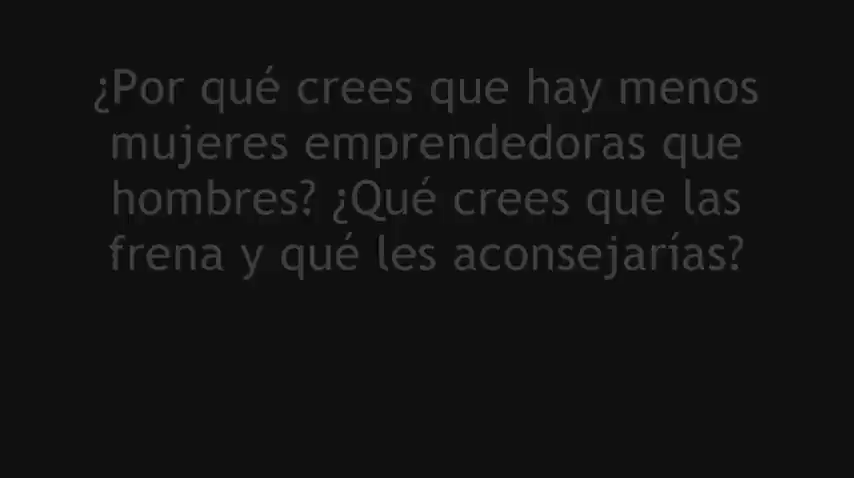 ¿Por qué crees que hay menos
mujeres emprendedoras que
hombres? ¿Qué crees que las
frena y qué les aconsejarías?